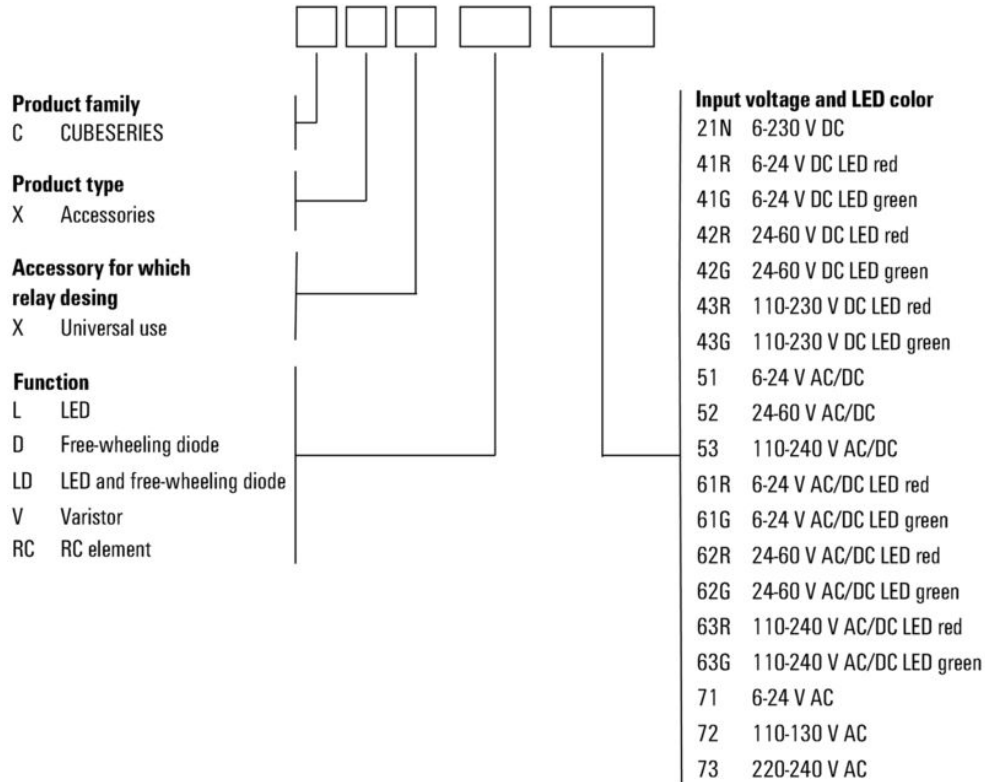 Product family
C CUBESERIES
Product type
X Accessories
Accessory for which
relay desing
X Universal use
Function
L LED
D Free-wheeling diode
LD LED and free-wheeling diode
V Varistor
RC RC element
Input voltage and LED color
21N 6-230 V DC
41R 6-24 V DC LED red
41G 6-24 V DC LED green
42R 24-60 V DC LED red
42G 24-60 V DC LED green
43R 110-230 V DC LED red
43G 110-230 V DC LED green
51 6-24 V AC/DC
52 24-60 V AC/DC
53 110-240 V AC/DC
61R 6-24 V AC/DC LED red
61G 6-24 V AC/DC LED green
62R 24-60 V AC/DC LED red
62G 24-60 V AC/DC LED green
63R 110-240 V AC/DC LED red
63G 110-240 V AC/DC LED green
71 6-24 V AC
72 110-130 V AC
73 220-240 V AC